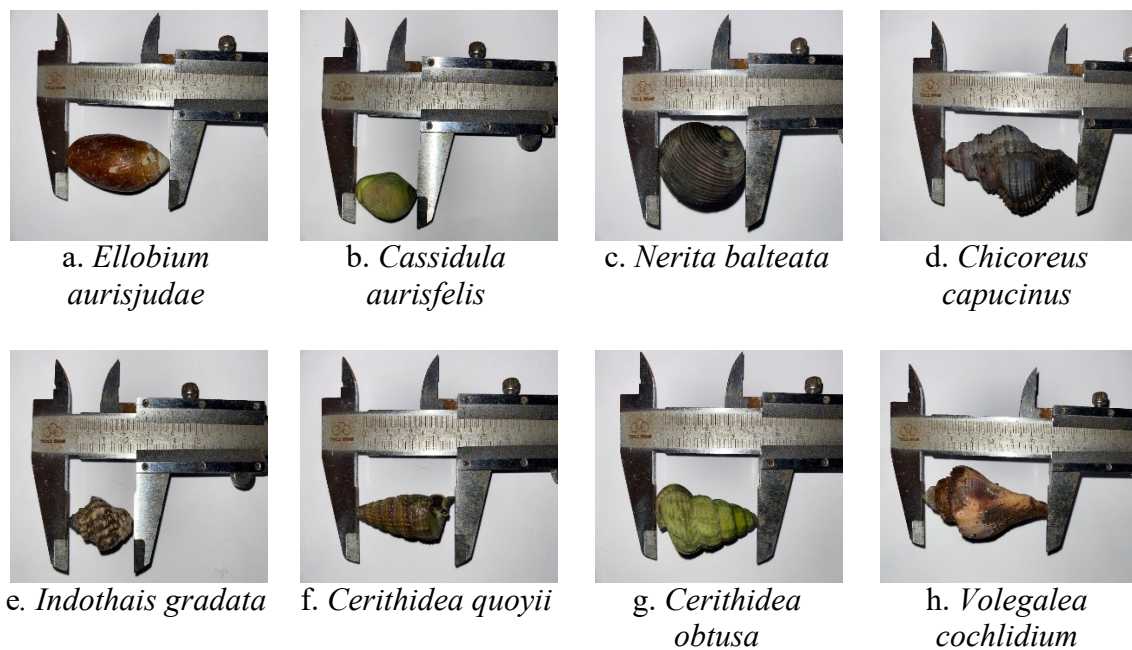 a. Ellobium
aurisjudae
b. Cassidula
aurisfelis
c. Nerita balteata
d. Chicoreus
capucinus
e. Indothais gradata
f. Cerithidea quoyii
g. Cerithidea
obtusa
h. Volegalea
cochlidium